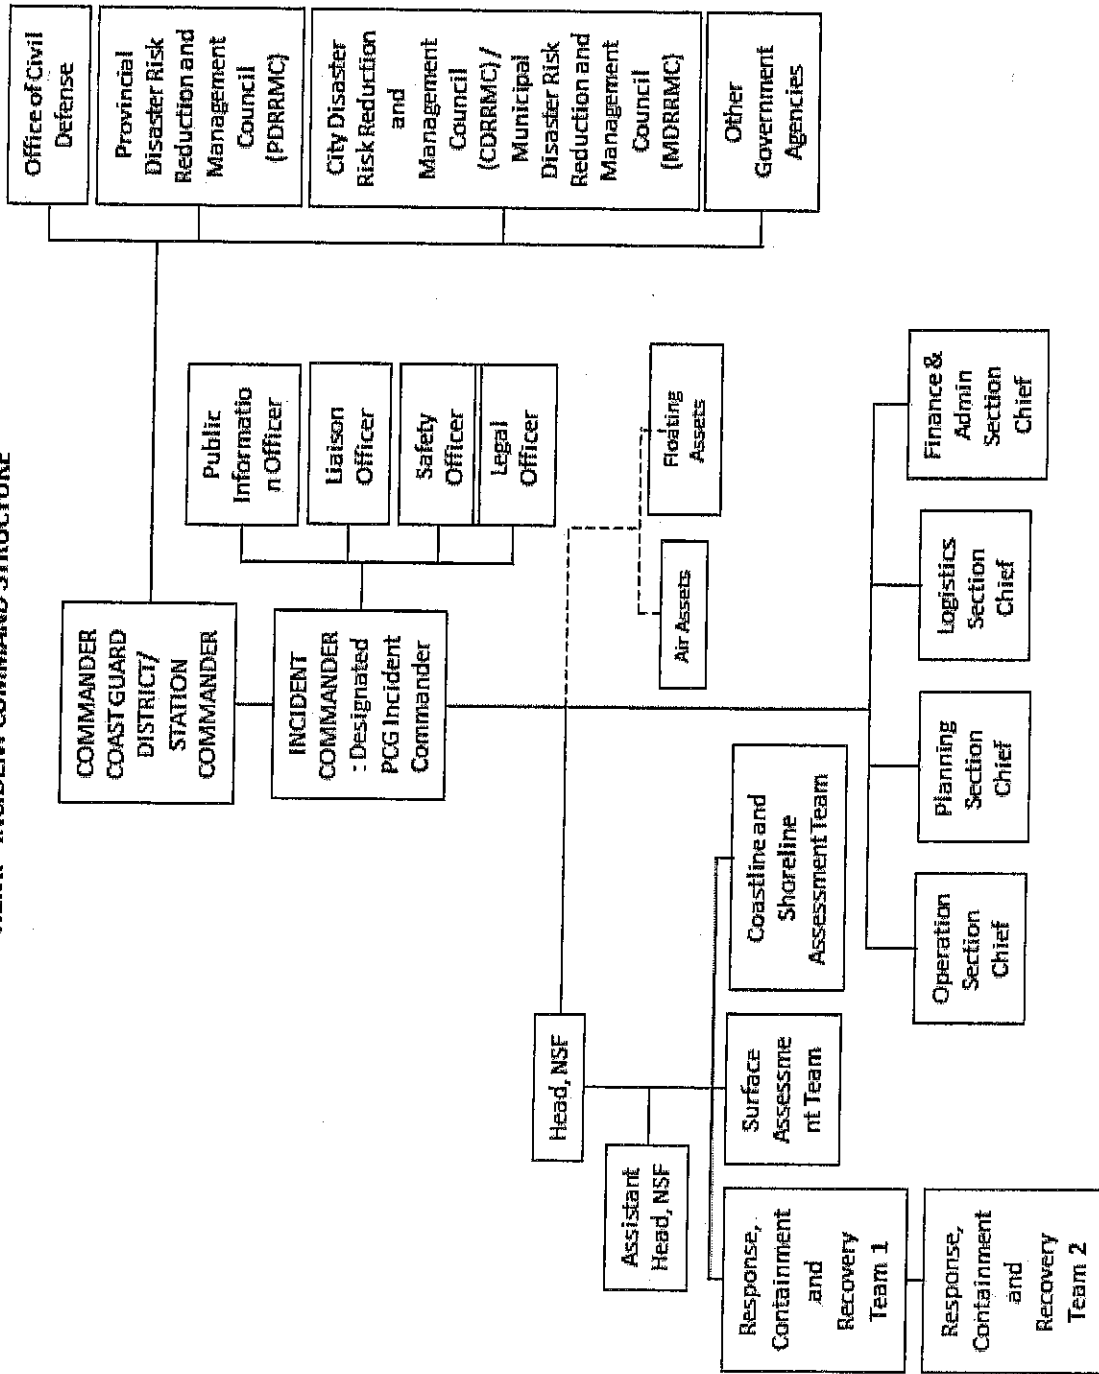 INCIDENT COMMAND STRUCTURE
COMMANDER
COAST GUARD
DISTRICT/
STATION
COMMANDER
Office of Civil
Defense
Provincial
Disaster Risk
Reduction and
Management
Council
(PDRRMC)
City Disaster
Risk Reduction
and
Management
Council
(CDRRMC) /
Municipal
Disaster Risk
Reduction and
Management
Council
(MDRRMC)
Other
Government
Agencies
INCIDENT
COMMANDER
: Designated
PCG Incident
Commander
Public
Informatio
n Officer
Liaison
Officer
Safety
Officer
Legal
Officer
Head, NSF
Assistant
Head, NSF
Air Assets
Floating
Assets
Response,
Containment
and
Recovery
Team 1
Surface
Assessme
nt Team
Coastline and
Shoreline
Assessment Team
Response,
Containment
and
Recovery
Team 2
Operation
Section
Chief
Planning
Section
Chief
Logistics
Section
Chief
Finance &
Admin
Section
Chief